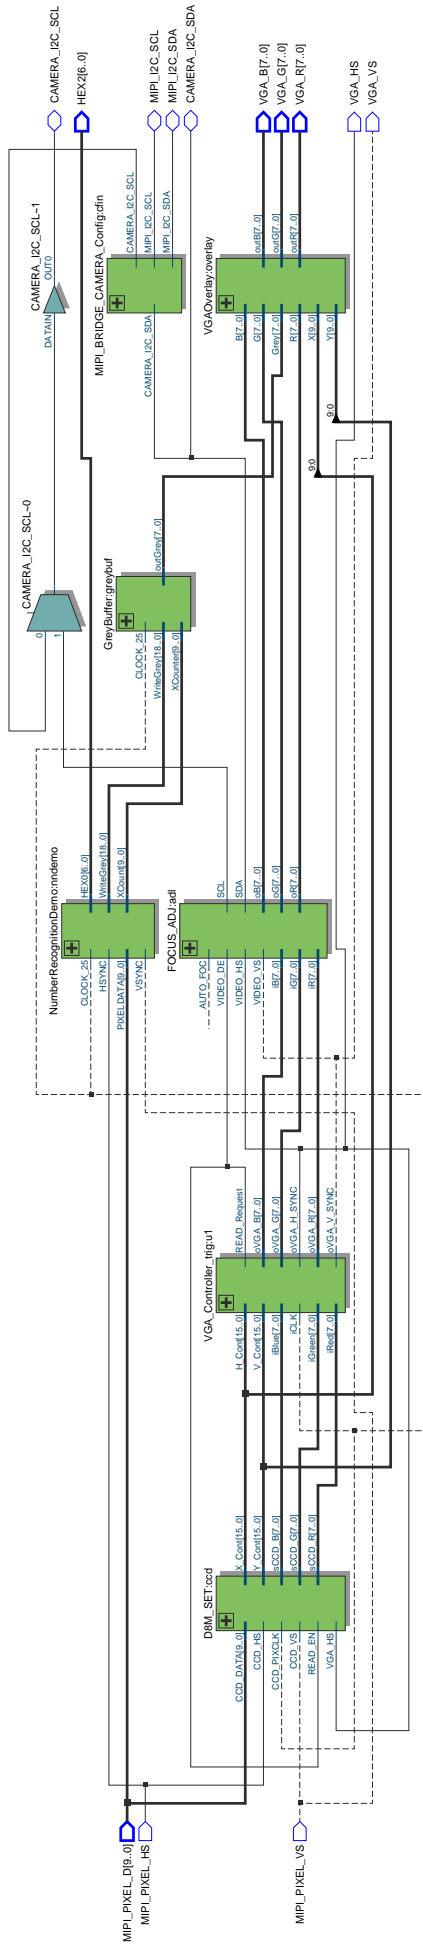 MIPI_PIXEL_D[9..0]
MIPI_PIXEL_HS
MIPI_PIXEL_VS
D8M_SET:ccd
CCD_DATA[9..0]
CCD_HS
CCD_PIXCLK
CCD_VS
READ_EN
VGA_HS
X_Cont[15..0]
Y_Cont[15..0]
sCCD_B[7..0]
sCCD_G[7..0]
sCCD_R[7..0]
VGA_Controller_trig:u1
H_Cont[15..0]
V_Cont[15..0]
iBlue[7..0]
iCLK
iGreen[7..0]
iRed[7..0]
READ_Request
oVGA_B[7..0]
oVGA_G[7..0]
oVGA_H_SYNC
oVGA_R[7..0]
oVGA_V_SYNC
NumberRecognitionDemo:nndemo
CLOCK_25
HSYNC
PIXELDATA[9..0]
VSYNC
HEX0[6..0]
WriteGrey[18..0]
XCount[9..0]
FOCUS_ADJ:adl
AUTO_FOC
VIDEO_DE
VIDEO_HS
VIDEO_VS
iB[7..0]
iG[7..0]
iR[7..0]
SCL
SDA
oB[7..0]
oG[7..0]
oR[7..0]
CAMERA_I2C_SCL~0
0
1
GreyBuffer:greybuf
CLOCK_25
WriteGrey[18..0]
XCounter[9..0]
outGrey[7..0]
CAMERA_I2C_SCL~1
DATAIN
OUT0
MIPI_BRIDGE_CAMERA_Config:cfin
CAMERA_I2C_SDA
CAMERA_I2C_SCL
MIPI_I2C_SCL
MIPI_I2C_SDA
VGAOverlay:overlay
B[7..0]
G[7..0]
Grey[7..0]
R[7..0]
X[9..0]
Y[9..0]
9:0
9:0
outB[7..0]
outG[7..0]
outR[7..0]
CAMERA_I2C_SCL
HEX2[6..0]
MIPI_I2C_SCL
MIPI_I2C_SDA
CAMERA_I2C_SDA
VGA_B[7..0]
VGA_G[7..0]
VGA_R[7..0]
VGA_HS
VGA_VS